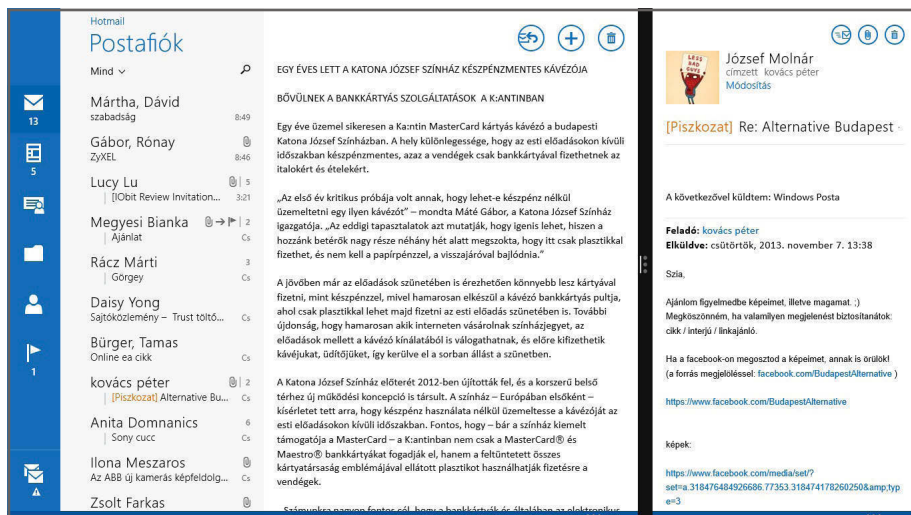 13
5
1
Hotmail
Postafiók
Mind
Mártha, Dávid
szabadság 8:49
Gábor, Rónay
ZyXEL 8:46
Lucy Lu 5
[IObit Review Invitation... 3:21
Megyesi Bianka 2
Ajánlat Cs
Rácz Márti 3
Görgey Cs
Daisy Yong
Sajtóközlemény – Trust töltő... Cs
Bürger, Tamas
Online ea cikk Cs
kovács péter 2
[Piszkozat] Alternative Bu... Cs
Anita Domnanics 6
Sony cucc Cs
Ilona Meszaros
Az ABB új kamerás képfeldolg... Cs
Zsolt Farkas
EGY ÉVES LETT A KATONA JÓZSEF SZÍNHÁZ KÉSZPÉNZMENTES KÁVÉZÓJA
BŐVÜLNEK A BANKKÁRTYÁS SZOLGÁLTATÁSOK A K:ANTINBAN
Egy éve üzemel sikeresen a Ka:ntin MasterCard kártyás kávézó a budapesti
Katona József Színházban. A hely különlegessége, hogy az esti előadásokon kívüli
időszakban készpénzmentes, azaz a vendégek csak bankkártyával fizethetnek az
italokért és ételekért.
„Az első év kritikus próbája volt annak, hogy lehet-e készpénz nélkül
üzemeltetni egy ilyen kávézót” – mondta Máté Gábor, a Katona József Színház
igazgatója. „Az eddigi tapasztalatok azt mutatják, hogy igenis lehet, hiszen a
hozzánk betérők nagy része néhány hét alatt megszokta, hogy itt csak plasztikkal
fizethet, és nem kell a papírpénzzel, a visszajáróval bajlódnia.”
A jövőben már az előadások szünetében is érezhetően könnyebb lesz kártyával
fizetni, mint készpénzzel, mivel hamarosan elkészül a kávézó bankkártyás pultja,
ahol csak plasztikkal lehet majd fizetni az esti előadás szünetében is. További
újdonság, hogy hamarosan akik interneten vásárolnak színházjegyet, az
előadások mellett a kávézó kínálatából is válogathatnak, és előre kifizethetik
kávéjukat, üdítőjüket, így kerülve el a sorban állást a szünetben.
A Katona József Színház előterét 2012-ben újították fel, és a korszerű belső
térhez új működési koncepció is társult. A színház – Európában elsőként –
kísérletet tett arra, hogy készpénz használata nélkül üzemeltesse a kávézóját az
esti előadásokon kívüli időszakban. Fontos, hogy – bár a színház kiemelt
támogatója a MasterCard – a K:antinban nem csak a MasterCard® és
Maestro® bankkártyákat fogadják el, hanem a feltüntetett összes
kártyatársaság emblémájával ellátott plasztikot használhatják fizetésre a
vendégek.
„Számunkra nagyon fontos cél, hogy a bankkártyák és általában az elektronikus
LESS
BAD
GUYS
József Molnár
címzett kovács péter
Módosítás
[Piszkozat] Re: Alternative Budapest -
A következővel küldtem: Windows Posta
Feladó: kovács péter
Elküldve: csütörtök, 2013. november 7. 13:38
Szia,
Ajánlom figyelmedbe képeimet, illetve magamat. ;)
Megköszönném, ha valamilyen megjelenést biztosítanátok:
cikk / interjú / linkajánló.
Ha a facebook-on megosztod a képeimet, annak is örülök!
(a forrás megjelöléssel: facebook.com/BudapestAlternative )
https://www.facebook.com/BudapestAlternative
képek:
https://www.facebook.com/media/set/?
set=a.318476484926686.77353.318474178260250&amp;typ
e=3